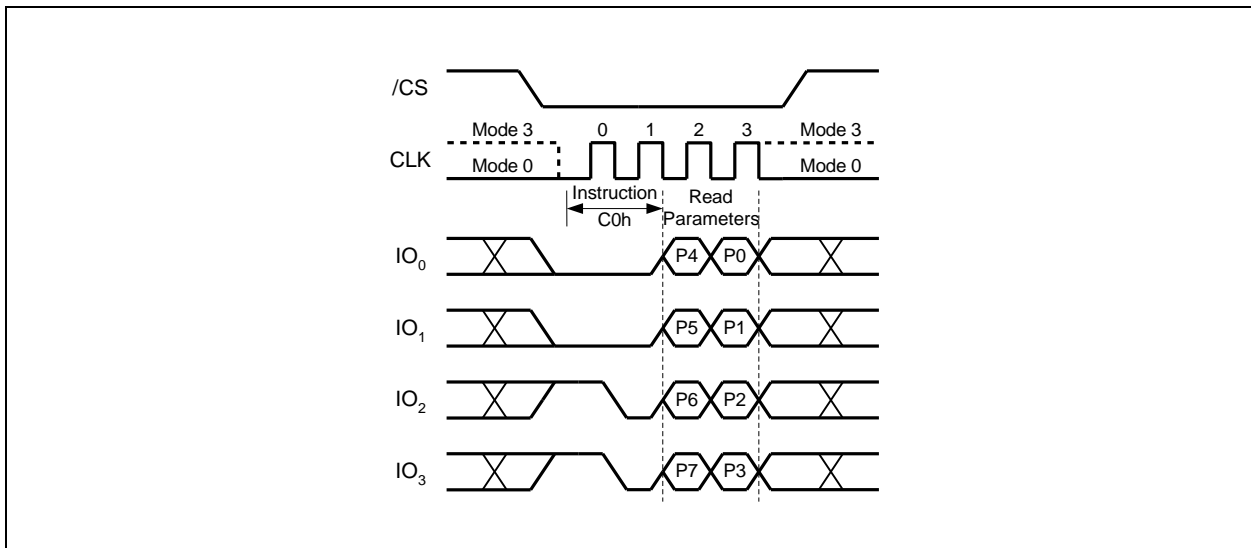 /CS
Mode 3 0 1 2 3 Mode 3
CLK Mode 0 Mode 0
Instruction Read
C0h Parameters
IO0 P4 P0
IO1 P5 P1
IO2 P6 P2
IO3 P7 P3